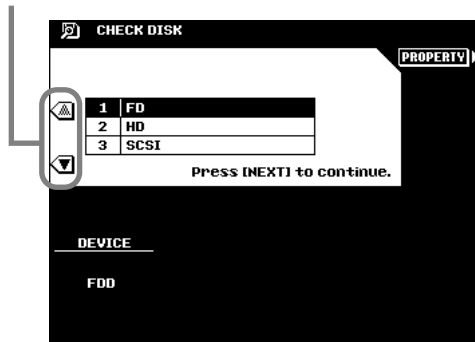 CHECK DISK
PROPERTY
1 FD
2 HD
3 SCSI
Press [NEXT] to continue.
DEVICE
FDD